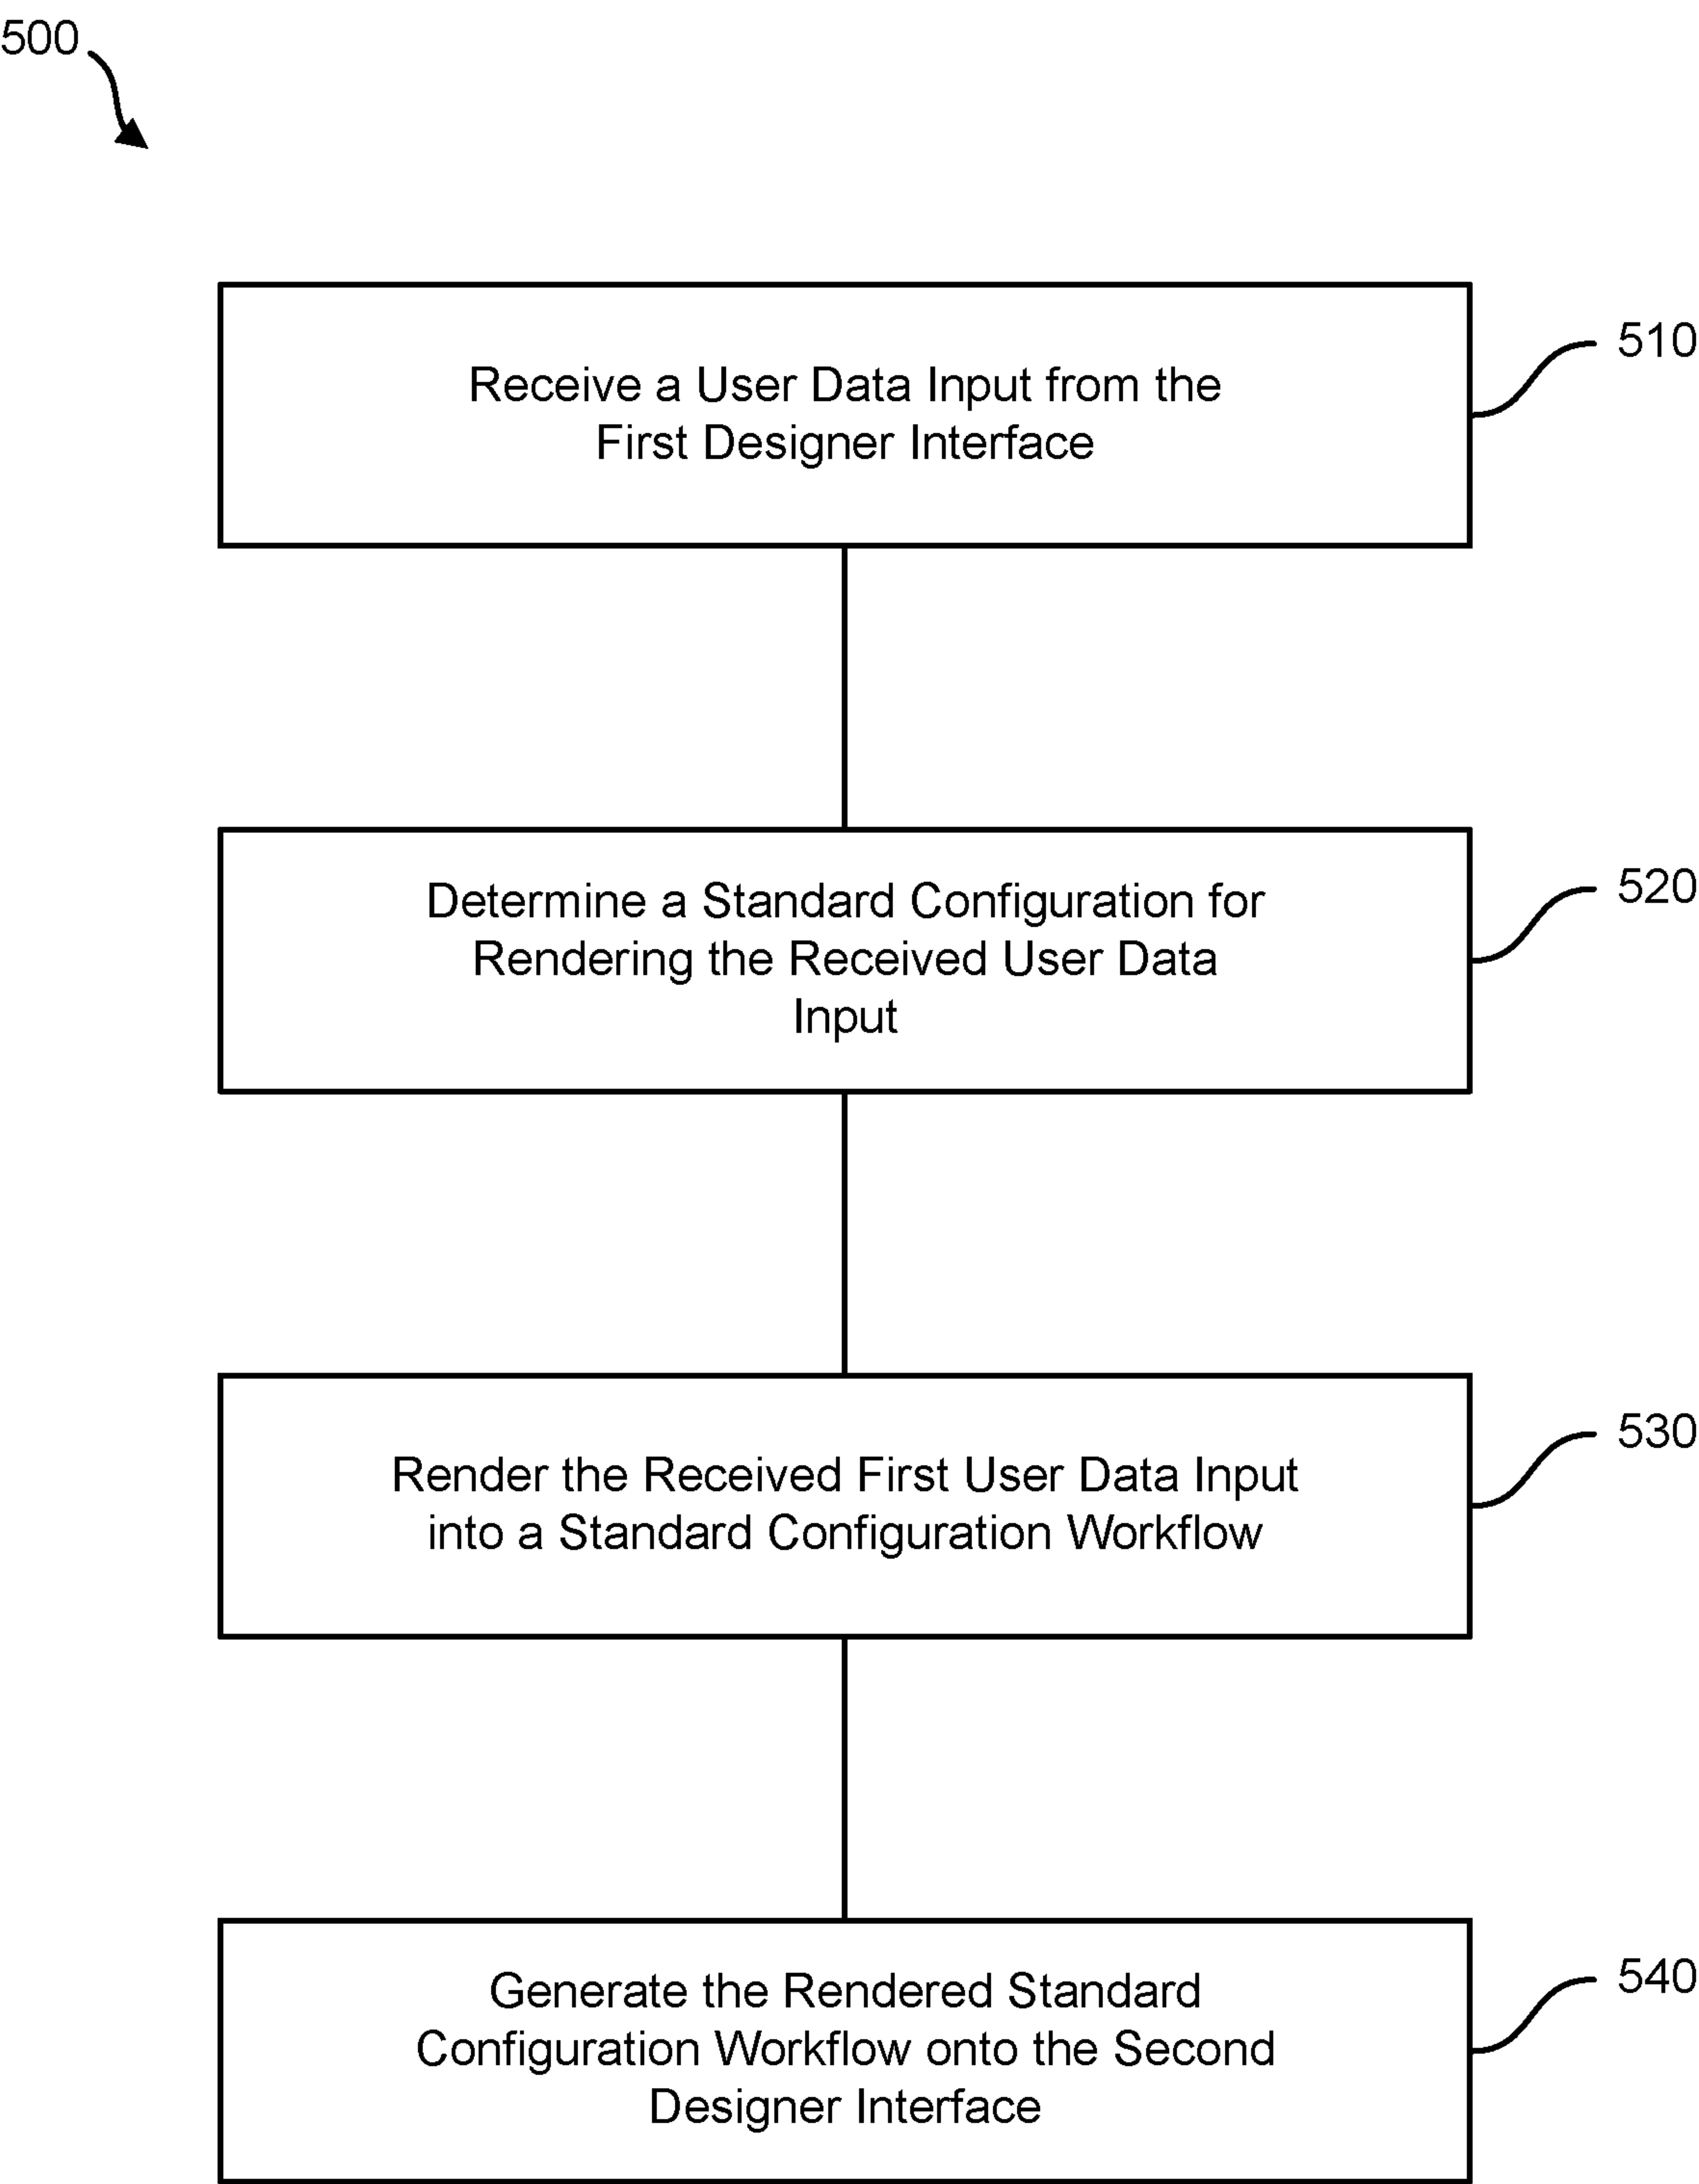 500
Receive a User Data Input from the
First Designer Interface
510
Determine a Standard Configuration for
Rendering the Received User Data
Input
520
Render the Received First User Data Input
into a Standard Configuration Workflow
530
Generate the Rendered Standard
Configuration Workflow onto the Second
Designer Interface
540